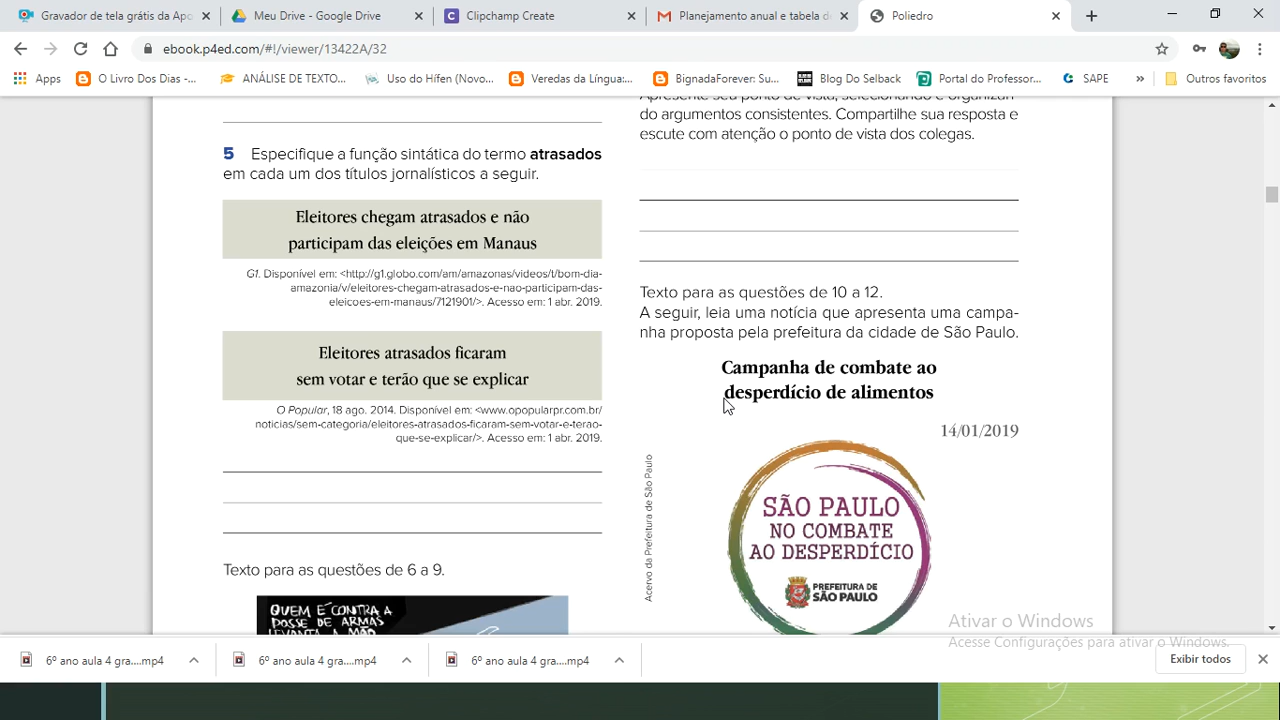 Gravador de tela grátis da Apo
Meu Drive - Google Drive
Clipchamp Create
Planejamento anual e tabela de
Poliedro
ebook.p4ed.com/#!/viewer/13422A/32
Apps
O Livro Dos Dias -...
ANÁLISE DE TEXTO...
Uso do Hífen (Novo...
Veredas da Língua:...
BignadaForever: Su...
Blog Do Selback
Portal do Professor...
SAPE
»
Outros favoritos
5 Especifique a função sintática do termo atrasados
em cada um dos títulos jornalísticos a seguir.
Eleitores chegam atrasados e não
participam das eleições em Manaus
G1. Disponível em: <http://g1.globo.com/am/amazonas/videos/t/bom-dia-
amazonia/v/eleitores-chegam-atrasados-e-nao-participam-das-
eleicoes-em-manaus/7121901/>. Acesso em: 1 abr. 2019.
Eleitores atrasados ficaram
sem votar e terão que se explicar
O Popular, 18 ago. 2014. Disponível em: <www.opopularpr.com.br/
noticias/sem-categoria/eleitores-atrasados-ficaram-sem-votar-e-terao-
que-se-explicar/>. Acesso em: 1 abr. 2019.
Texto para as questões de 6 a 9.
QUEM É CONTRA A
POSSE DE ARMAS
LEVANTA A MÃO
Apresente seu ponto de vista, selecionando e organizan-
do argumentos consistentes. Compartilhe sua resposta e
escute com atenção o ponto de vista dos colegas.
Texto para as questões de 10 a 12.
A seguir, leia uma notícia que apresenta uma campa-
nha proposta pela prefeitura da cidade de São Paulo.
Campanha de combate ao
desperdício de alimentos
14/01/2019
Acervo da Prefeitura de São Paulo
SÃO PAULO
NO COMBATE
AO DESPERDÍCIO
PREFEITURA DE
SÃO PAULO
Ativar o Windows
Acesse Configurações para ativar o Windows.
6º ano aula 4 gra....mp4
6º ano aula 4 gra....mp4
6º ano aula 4 gra....mp4
Exibir todos